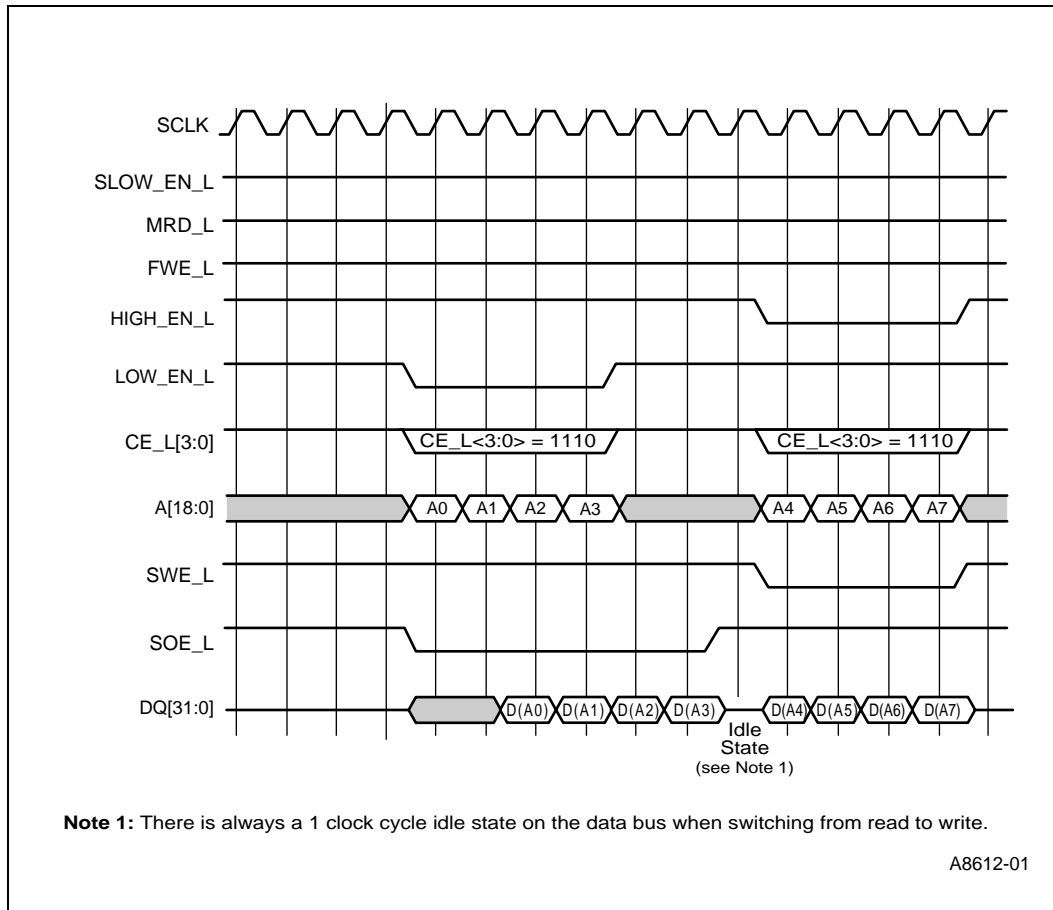 SCLK
SLOW_EN_L
MRD_L
FWE_L
HIGH_EN_L
LOW_EN_L
CE_L[3:0] CE_L<3:0> = 1110 CE_L<3:0> = 1110
A[18:0] A0 A1 A2 A3 A4 A5 A6 A7
SWE_L
SOE_L
DQ[31:0] D(A0) D(A1) D(A2) D(A3) D(A4) D(A5) D(A6) D(A7)
Idle
State
(see Note 1)
Note 1: There is always a 1 clock cycle idle state on the data bus when switching from read to write.
A8612-01